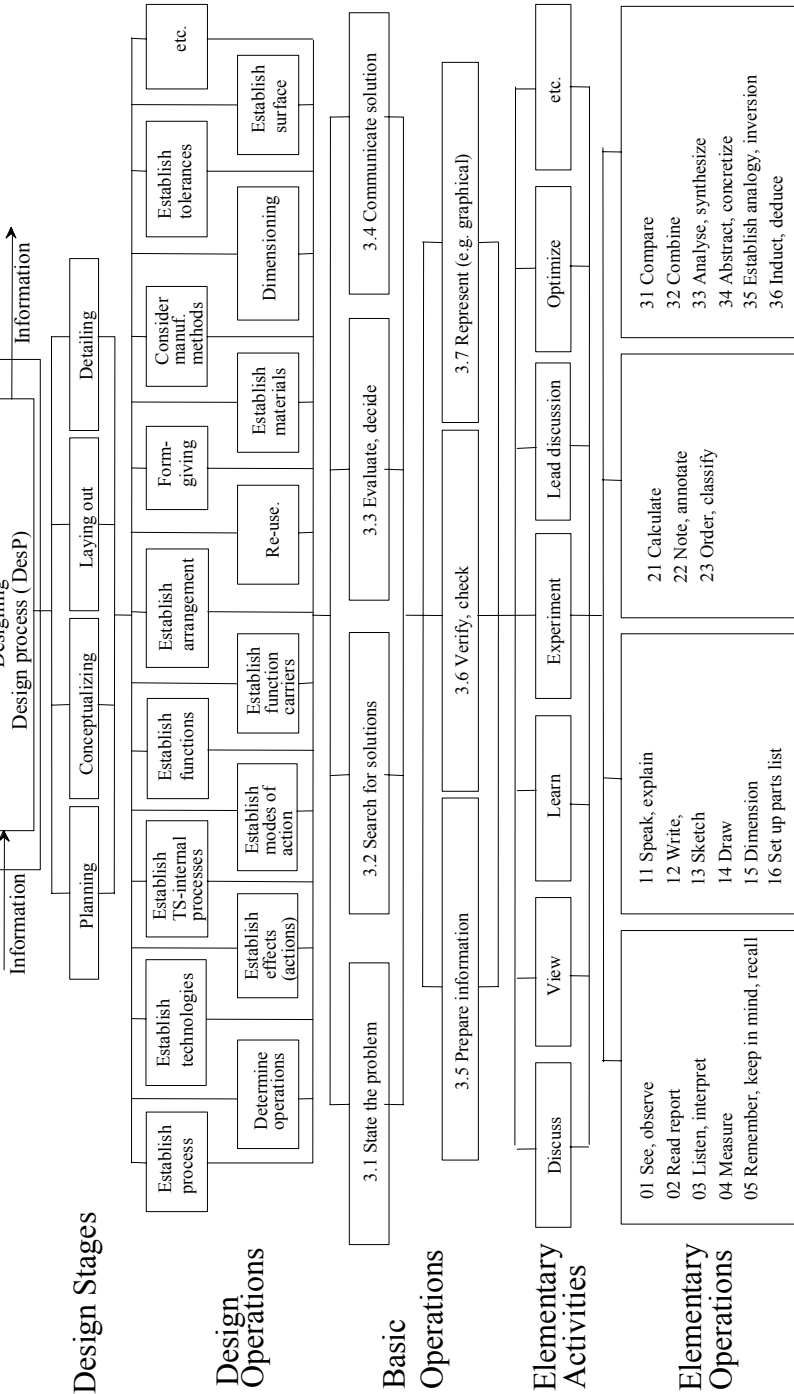 Designing
Design process (DesP)
Information
Information
Design Stages
Planning
Conceptualizing
Laying out
Detailing
Design
Operations
Establish
process
Establish
technologies
Establish
TS-internal
processes
Establish
functions
Establish
arrangement
Form-
giving
Consider
manuf.
methods
Establish
tolerances
etc.
Determine
operations
Establish
effects
(actions)
Establish
modes of
action
Establish
function
carriers
Re-use.
Establish
materials
Dimensioning
Establish
surface
Basic
Operations
3.1 State the problem
3.2 Search for solutions
3.3 Evaluate, decide
3.4 Communicate solution
3.5 Prepare information
3.6 Verify, check
3.7 Represent (e.g. graphical)
Elementary
Activities
Discuss
View
Learn
Experiment
Lead discussion
Optimize
etc.
Elementary
Operations
01 See, observe
02 Read report
03 Listen, interpret
04 Measure
05 Remember, keep in mind, recall
11 Speak, explain
12 Write,
13 Sketch
14 Draw
15 Dimension
16 Set up parts list
21 Calculate
22 Note, annotate
23 Order, classify
31 Compare
32 Combine
33 Analyse, synthesize
34 Abstract, concretize
35 Establish analogy, inversion
36 Induct, deduce